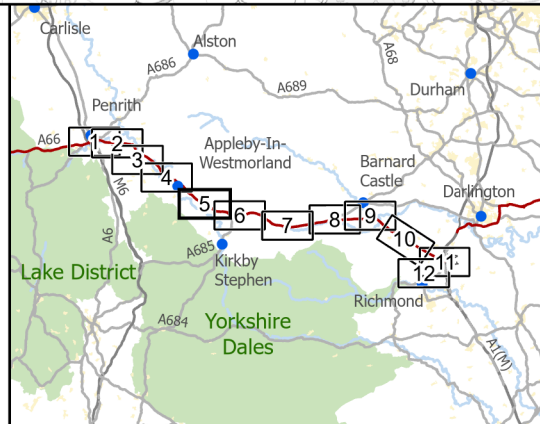 Carlisle
Alston
A68
A686
A689
Durham
Penrith
A66
1
2
3
4
Appleby-In-
Westmorland
Barnard
Castle
Darlington
M6
5
6
7
8
9
10
11
12
A6
A685
Lake District
Kirkby
Stephen
Richmond
A684
Yorkshire
Dales
A1(M)